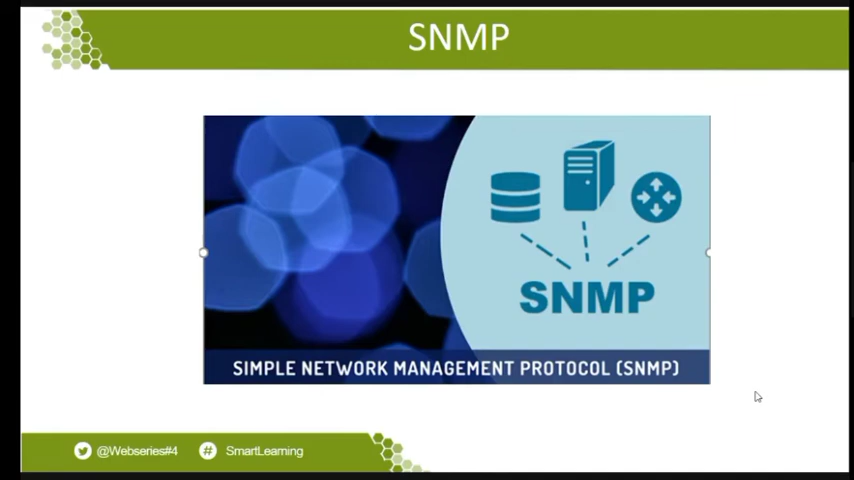 SNMP
SNMP
SIMPLE NETWORK MANAGEMENT PROTOCOL (SNMP)
@Webseries#4 # SmartLearning